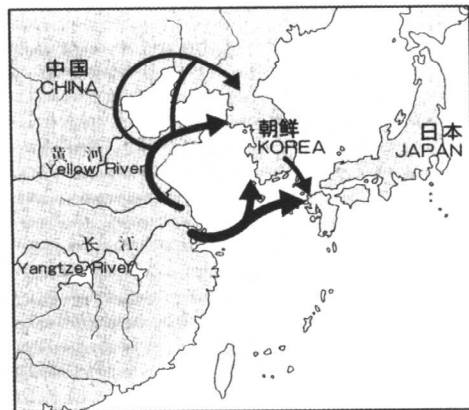 中国
CHINA
朝鲜
KOREA
日本
JAPAN
黄河
Yellow River
长江
Yangtze River